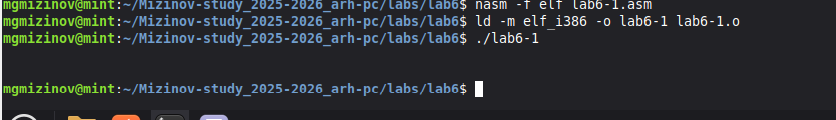 mgmizinov@mint:~/Mizinov-study_2025-2026_arh-pc/labs/lab6$ nasm -f elf lab6-1.asm
mgmizinov@mint:~/Mizinov-study_2025-2026_arh-pc/labs/lab6$ ld -m elf_i386 -o lab6-1 lab6-1.o
mgmizinov@mint:~/Mizinov-study_2025-2026_arh-pc/labs/lab6$ ./lab6-1
mgmizinov@mint:~/Mizinov-study_2025-2026_arh-pc/labs/lab6$